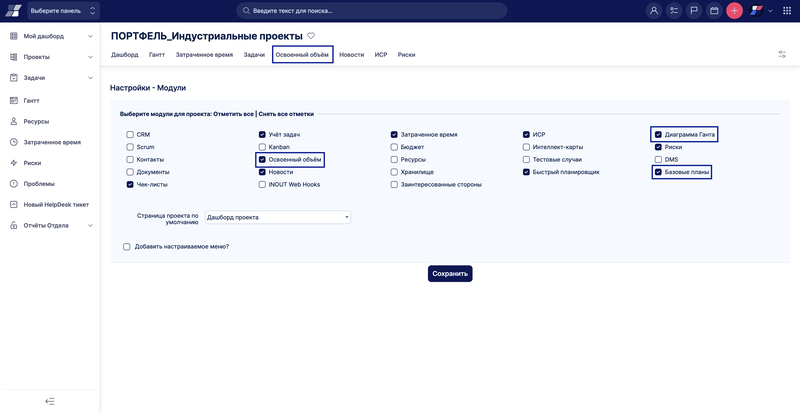 Выберите панель
Введите текст для поиска...
Мой дашборд
Проекты
Задачи
Гантт
Ресурсы
Затраченное время
Риски
Проблемы
Новый HelpDesk тикет
Отчёты Отдела
ПОРТФЕЛЬ_Индустриальные проекты
Дашборд Гантт Затраченное время Задачи Освоенный объём Новости ИСР Риски
Настройки - Модули
Выберите модули для проекта: Отметить все | Снять все отметки
CRM Учёт задач Затраченное время ИСР Диаграмма Ганта
Scrum Kanban Бюджет Интеллект-карты Риски
Контакты Освоенный объём Ресурсы Тестовые случаи DMS
Документы Новости Хранилище Быстрый планировщик Базовые планы
Чек-листы INOUT Web Hooks Заинтересованные стороны
Страница проекта по
умолчанию
Дашборд проекта
Добавить настраиваемое меню?
Сохранить